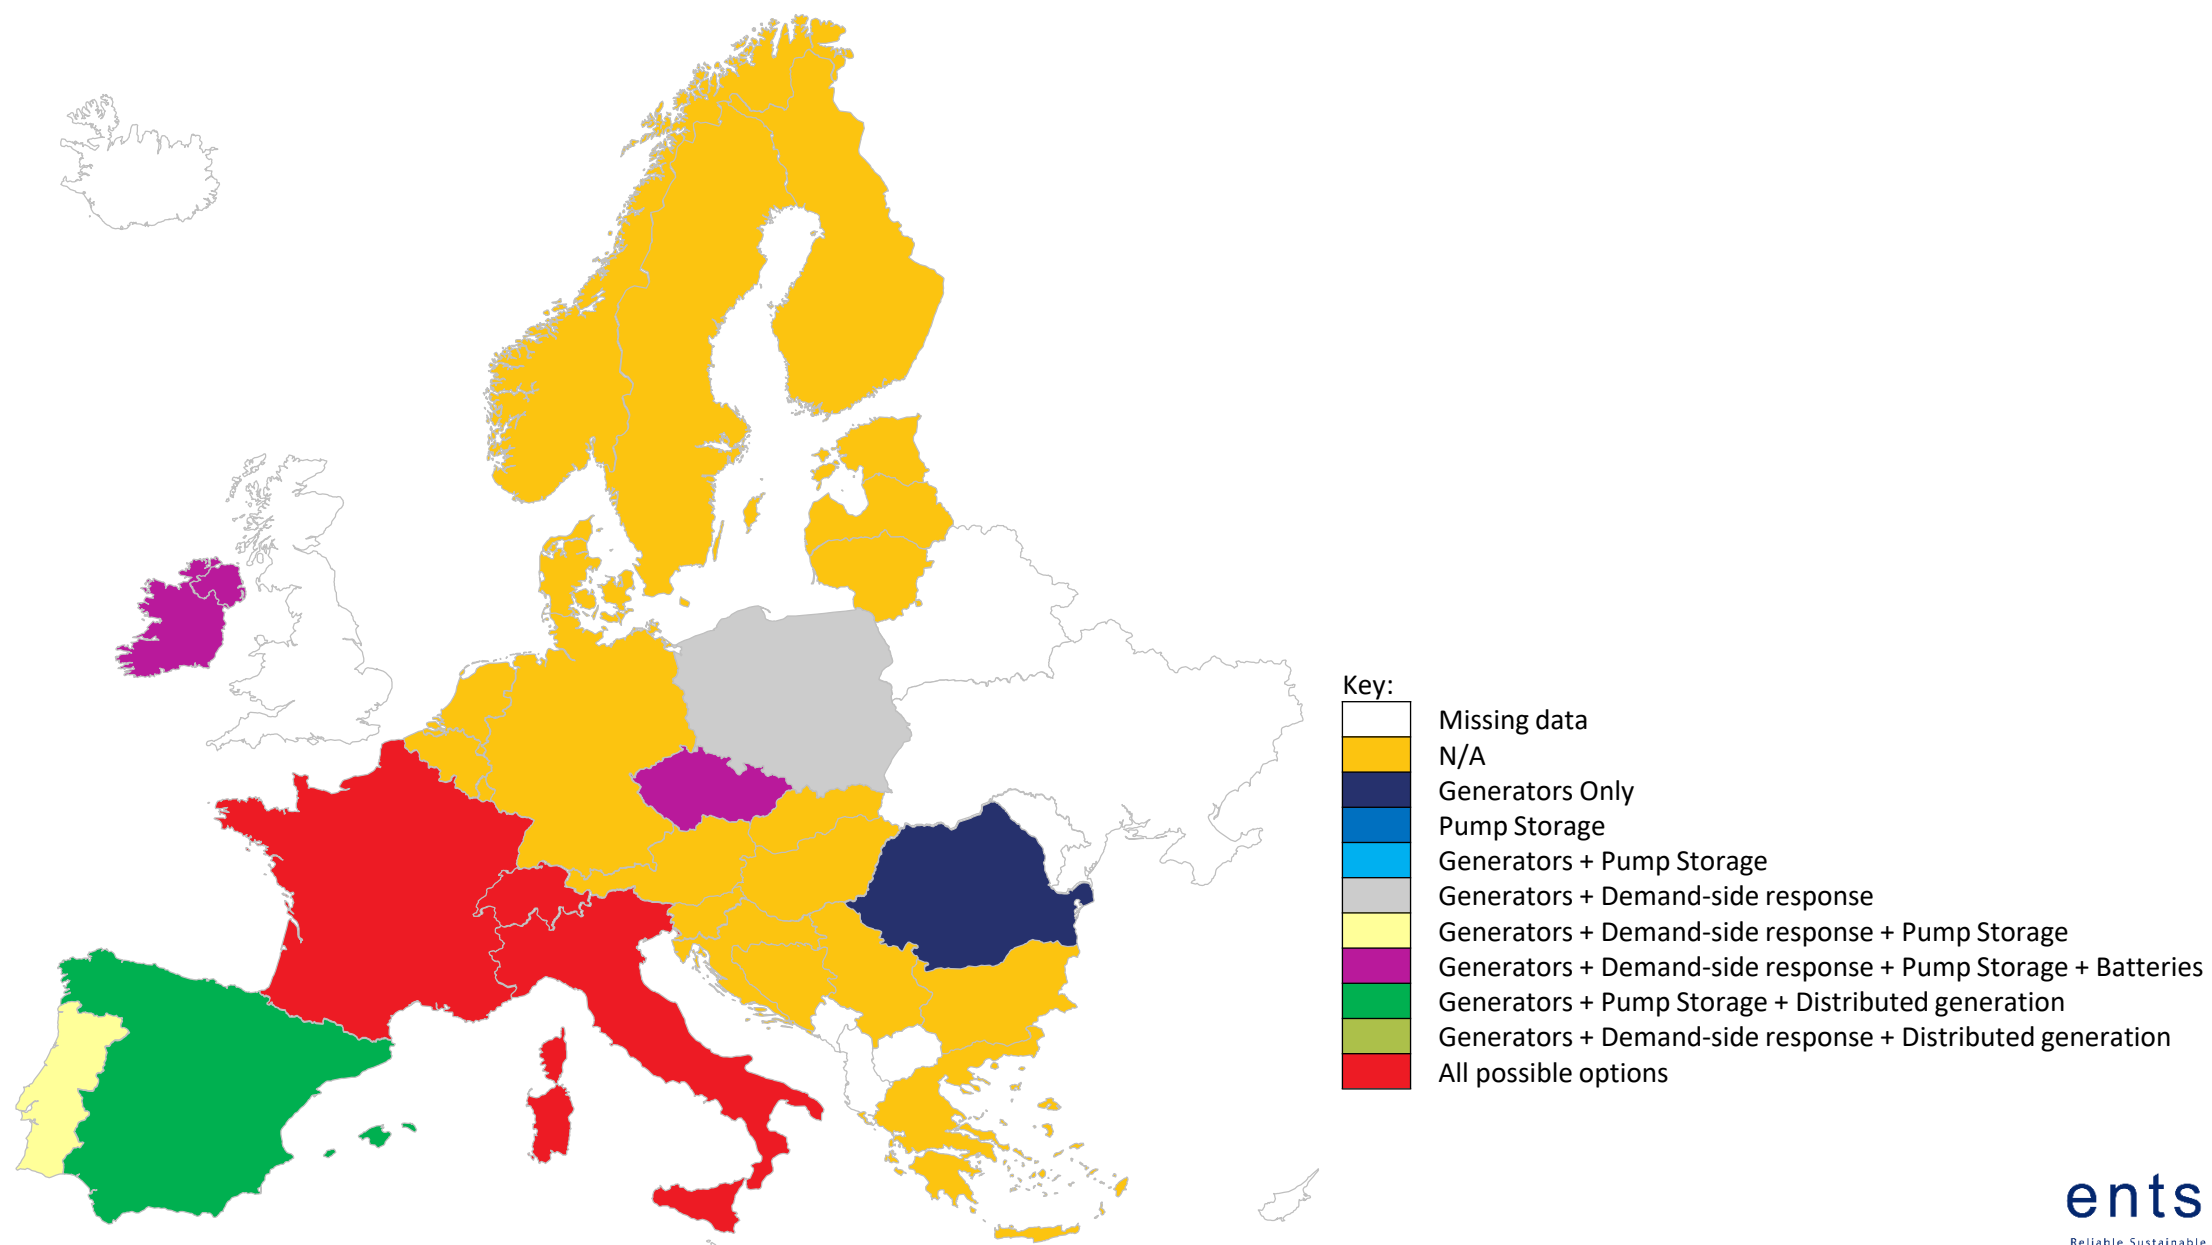 Key:
Missing data
N/A
Generators Only
Pump Storage
Generators + Pump Storage
Generators + Demand-side response
Generators + Demand-side response + Pump Storage
Generators + Demand-side response + Pump Storage + Batteries
Generators + Pump Storage + Distributed generation
Generators + Demand-side response + Distributed generation
All possible options
ents
Reliable Sustainable